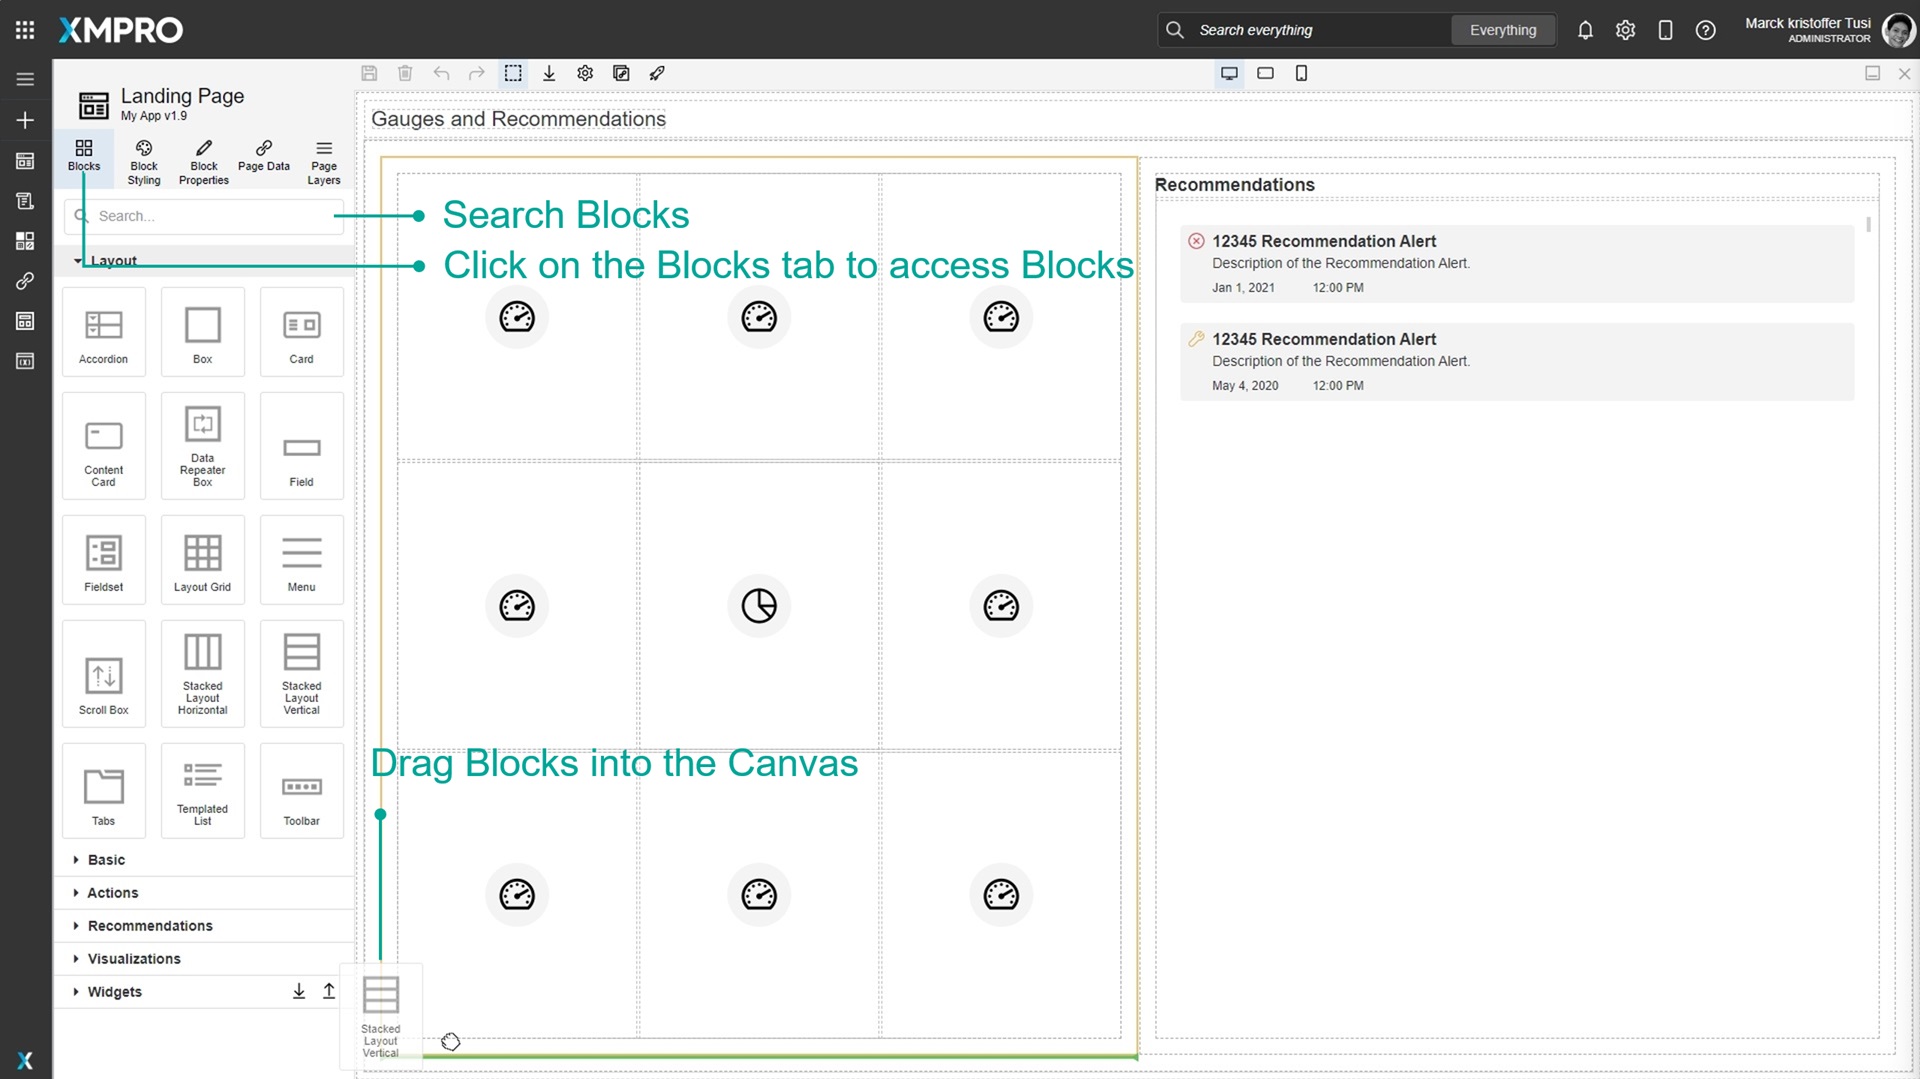 XMPRO
Search everything
Everything
Marck kristoffer Tusi
ADMINISTRATOR
Landing Page
My App v1.9
Blocks
Block
Styling
Block
Properties
Page Data
Page
Layers
Search...
Layout
Accordion
Box
Card
Content
Card
Data
Repeater
Box
Field
Fieldset
Layout Grid
Menu
Scroll Box
Stacked
Layout
Horizontal
Stacked
Layout
Vertical
Tabs
Templated
List
Toolbar
Basic
Actions
Recommendations
Visualizations
Widgets
Stacked
Layout
Vertical
Gauges and Recommendations
Search Blocks
Click on the Blocks tab to access Blocks
Drag Blocks into the Canvas
Recommendations
12345 Recommendation Alert
Description of the Recommendation Alert.
Jan 1, 2021 12:00 PM
12345 Recommendation Alert
Description of the Recommendation Alert.
May 4, 2020 12:00 PM
X